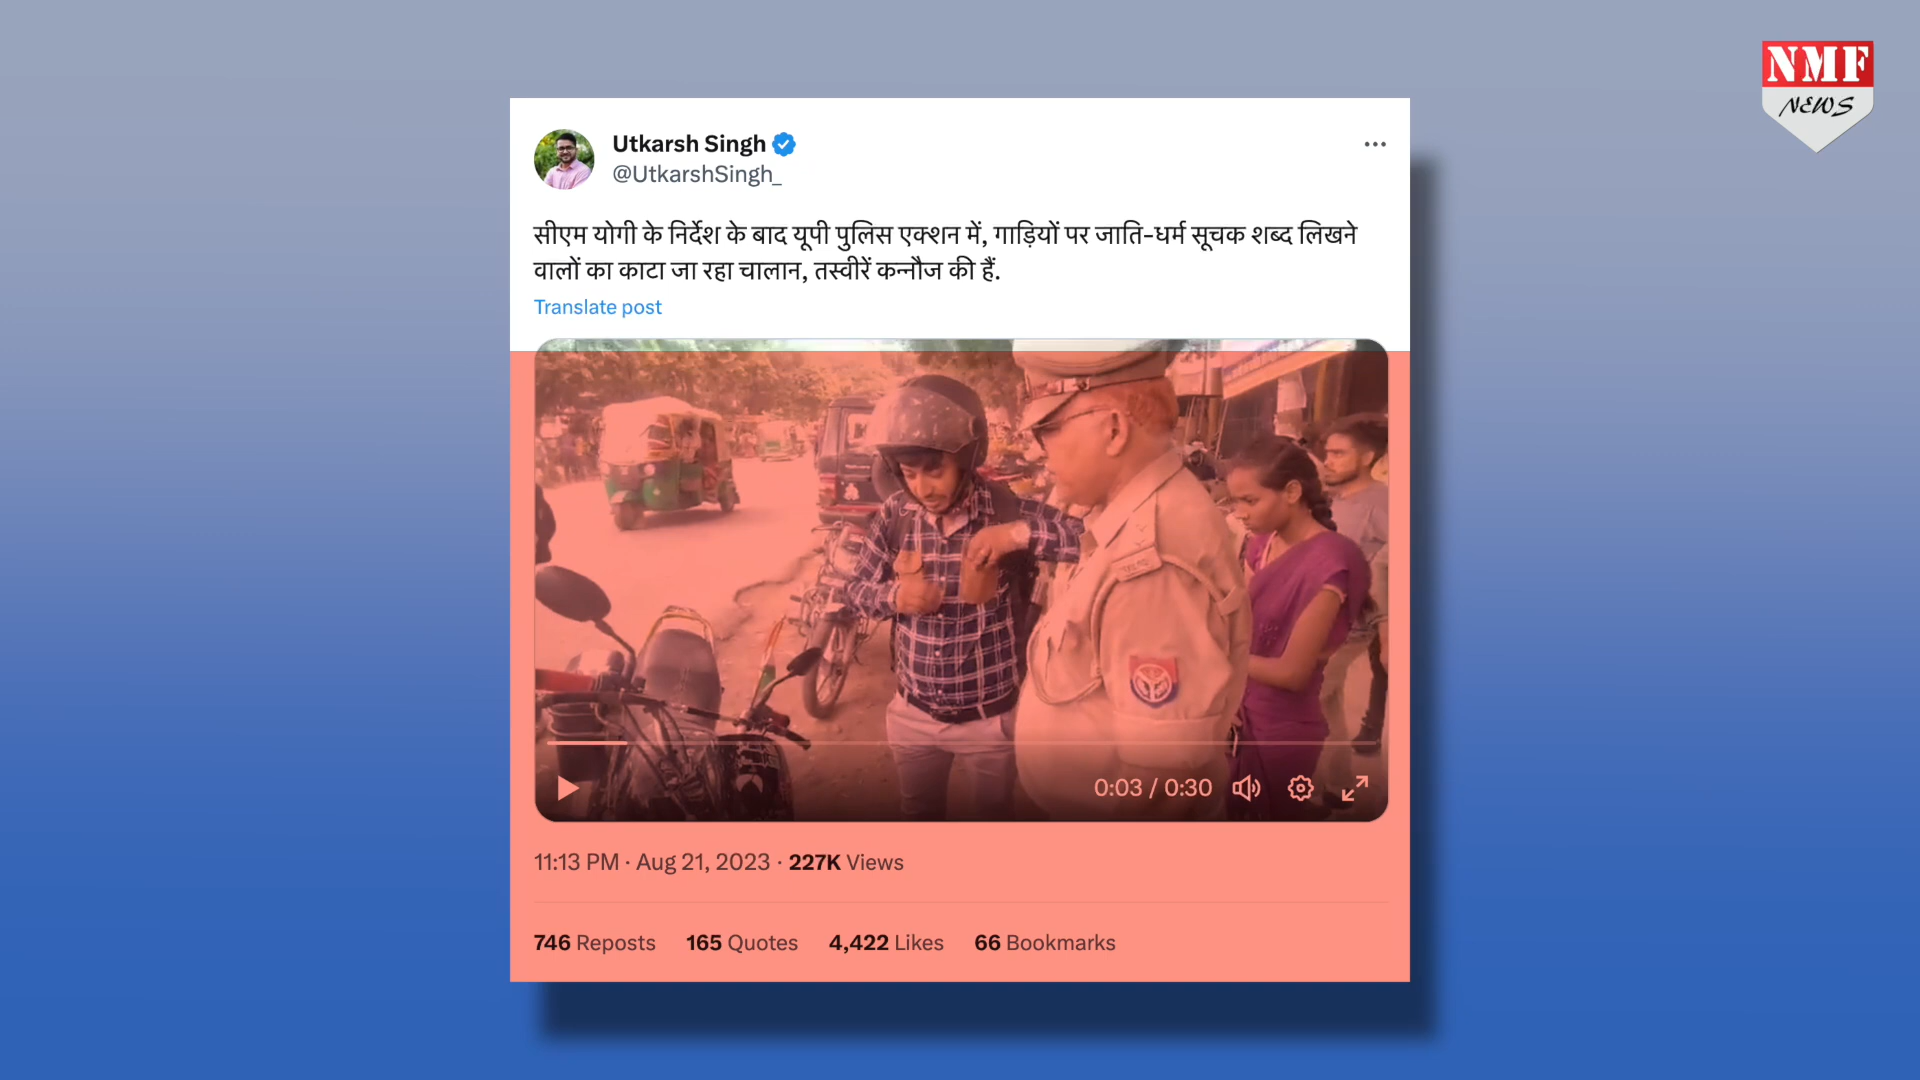 NMF
NEWS
Utkarsh Singh
@UtkarshSingh_
सीएम योगी के निर्देश के बाद यूपी पुलिस एक्शन में, गाड़ियों पर जाति-धर्म सूचक शब्द लिखने
वालों का काटा जा रहा चालान, तस्वीरें कन्नौज की हैं.
Translate post
0:03 / 0:30
11:13 PM · Aug 21, 2023 · 227K Views
746 Reposts 165 Quotes 4,422 Likes 66 Bookmarks